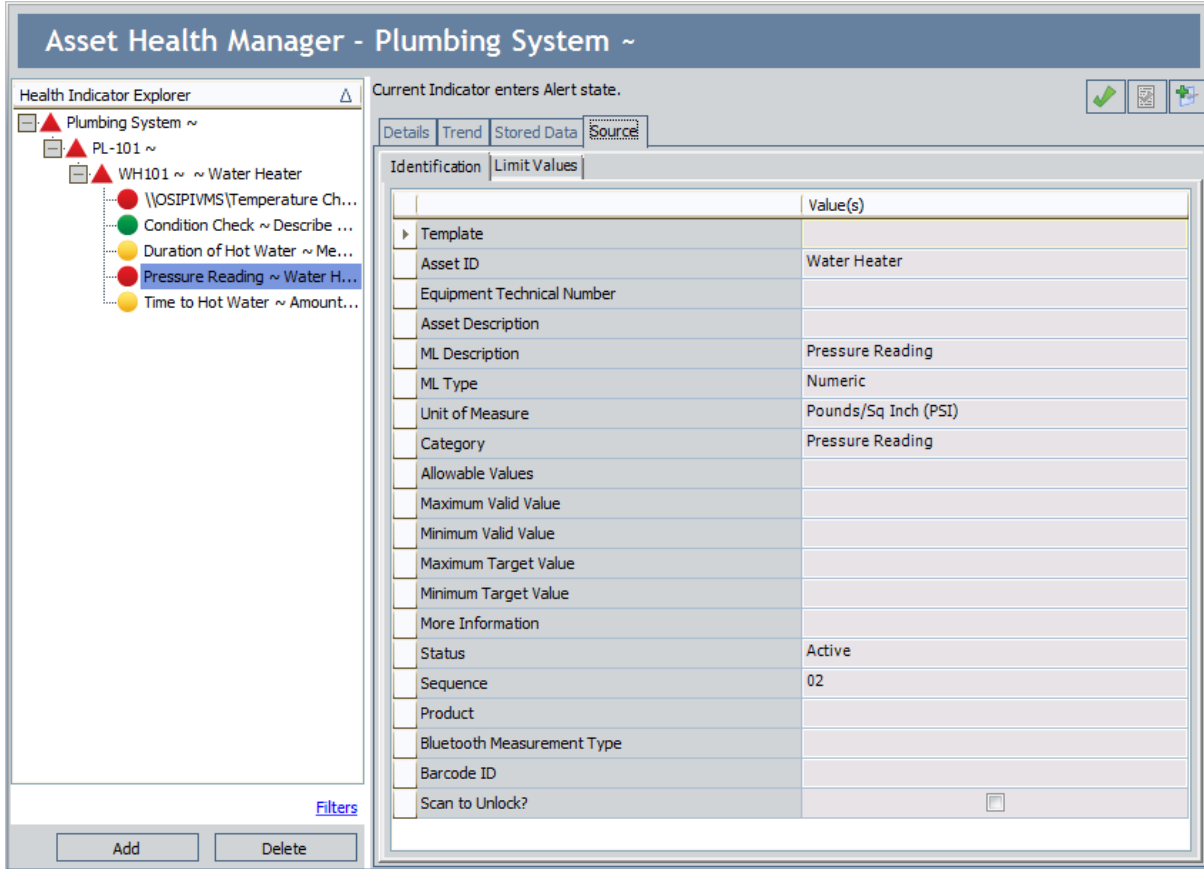 Asset Health Manager - Plumbing System ~
Health Indicator Explorer
Plumbing System ~
PL-101 ~
WH101 ~ ~ Water Heater
\\OSIPIVMS\Temperature Ch...
Condition Check ~ Describe ...
Duration of Hot Water ~ Me...
Pressure Reading ~ Water H...
Time to Hot Water ~ Amount...
Filters
Add Delete
Current Indicator enters Alert state.
Details Trend Stored Data Source
Identification Limit Values
Value(s)
Template
Asset ID Water Heater
Equipment Technical Number
Asset Description
ML Description Pressure Reading
ML Type Numeric
Unit of Measure Pounds/Sq Inch (PSI)
Category Pressure Reading
Allowable Values
Maximum Valid Value
Minimum Valid Value
Maximum Target Value
Minimum Target Value
More Information
Status Active
Sequence 02
Product
Bluetooth Measurement Type
Barcode ID
Scan to Unlock?